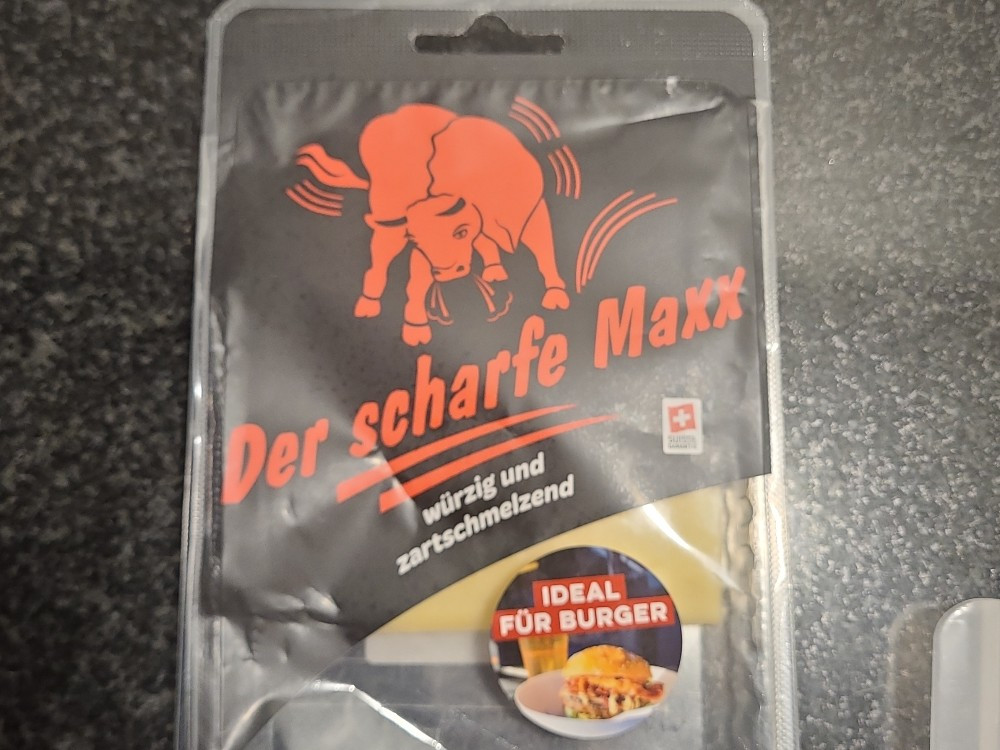 Der scharfe Maxx
würzig und
zartschmelzend
IDEAL
FÜR BURGER